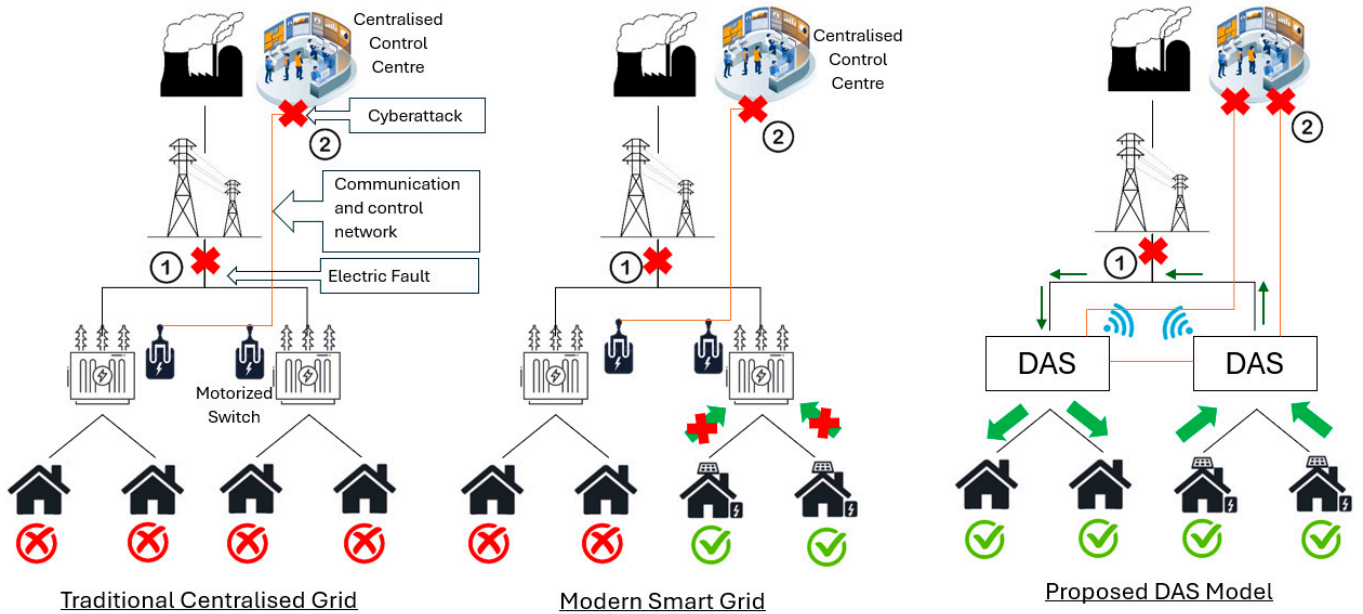 Centralised
Control
Centre
Cyberattack
2
Communication
and control
network
1
Electric Fault
Motorized
Switch
Traditional Centralised Grid
Centralised
Control
Centre
2
1
Modern Smart Grid
2
1
DAS
DAS
Proposed DAS Model